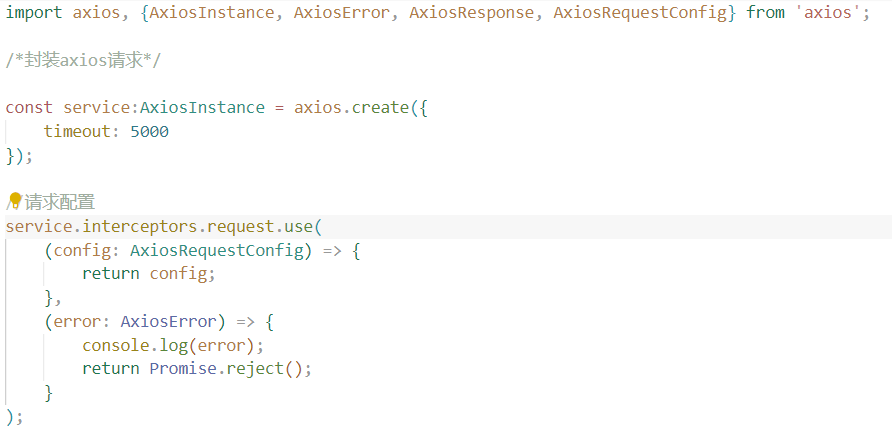 import axios, {AxiosInstance, AxiosError, AxiosResponse, AxiosRequestConfig} from 'axios';
/*封装axios请求*/
const service:AxiosInstance = axios.create({
    timeout: 5000
});
//请求配置
service.interceptors.request.use(
    (config: AxiosRequestConfig) => {
        return config;
    },
    (error: AxiosError) => {
        console.log(error);
        return Promise.reject();
    }
);